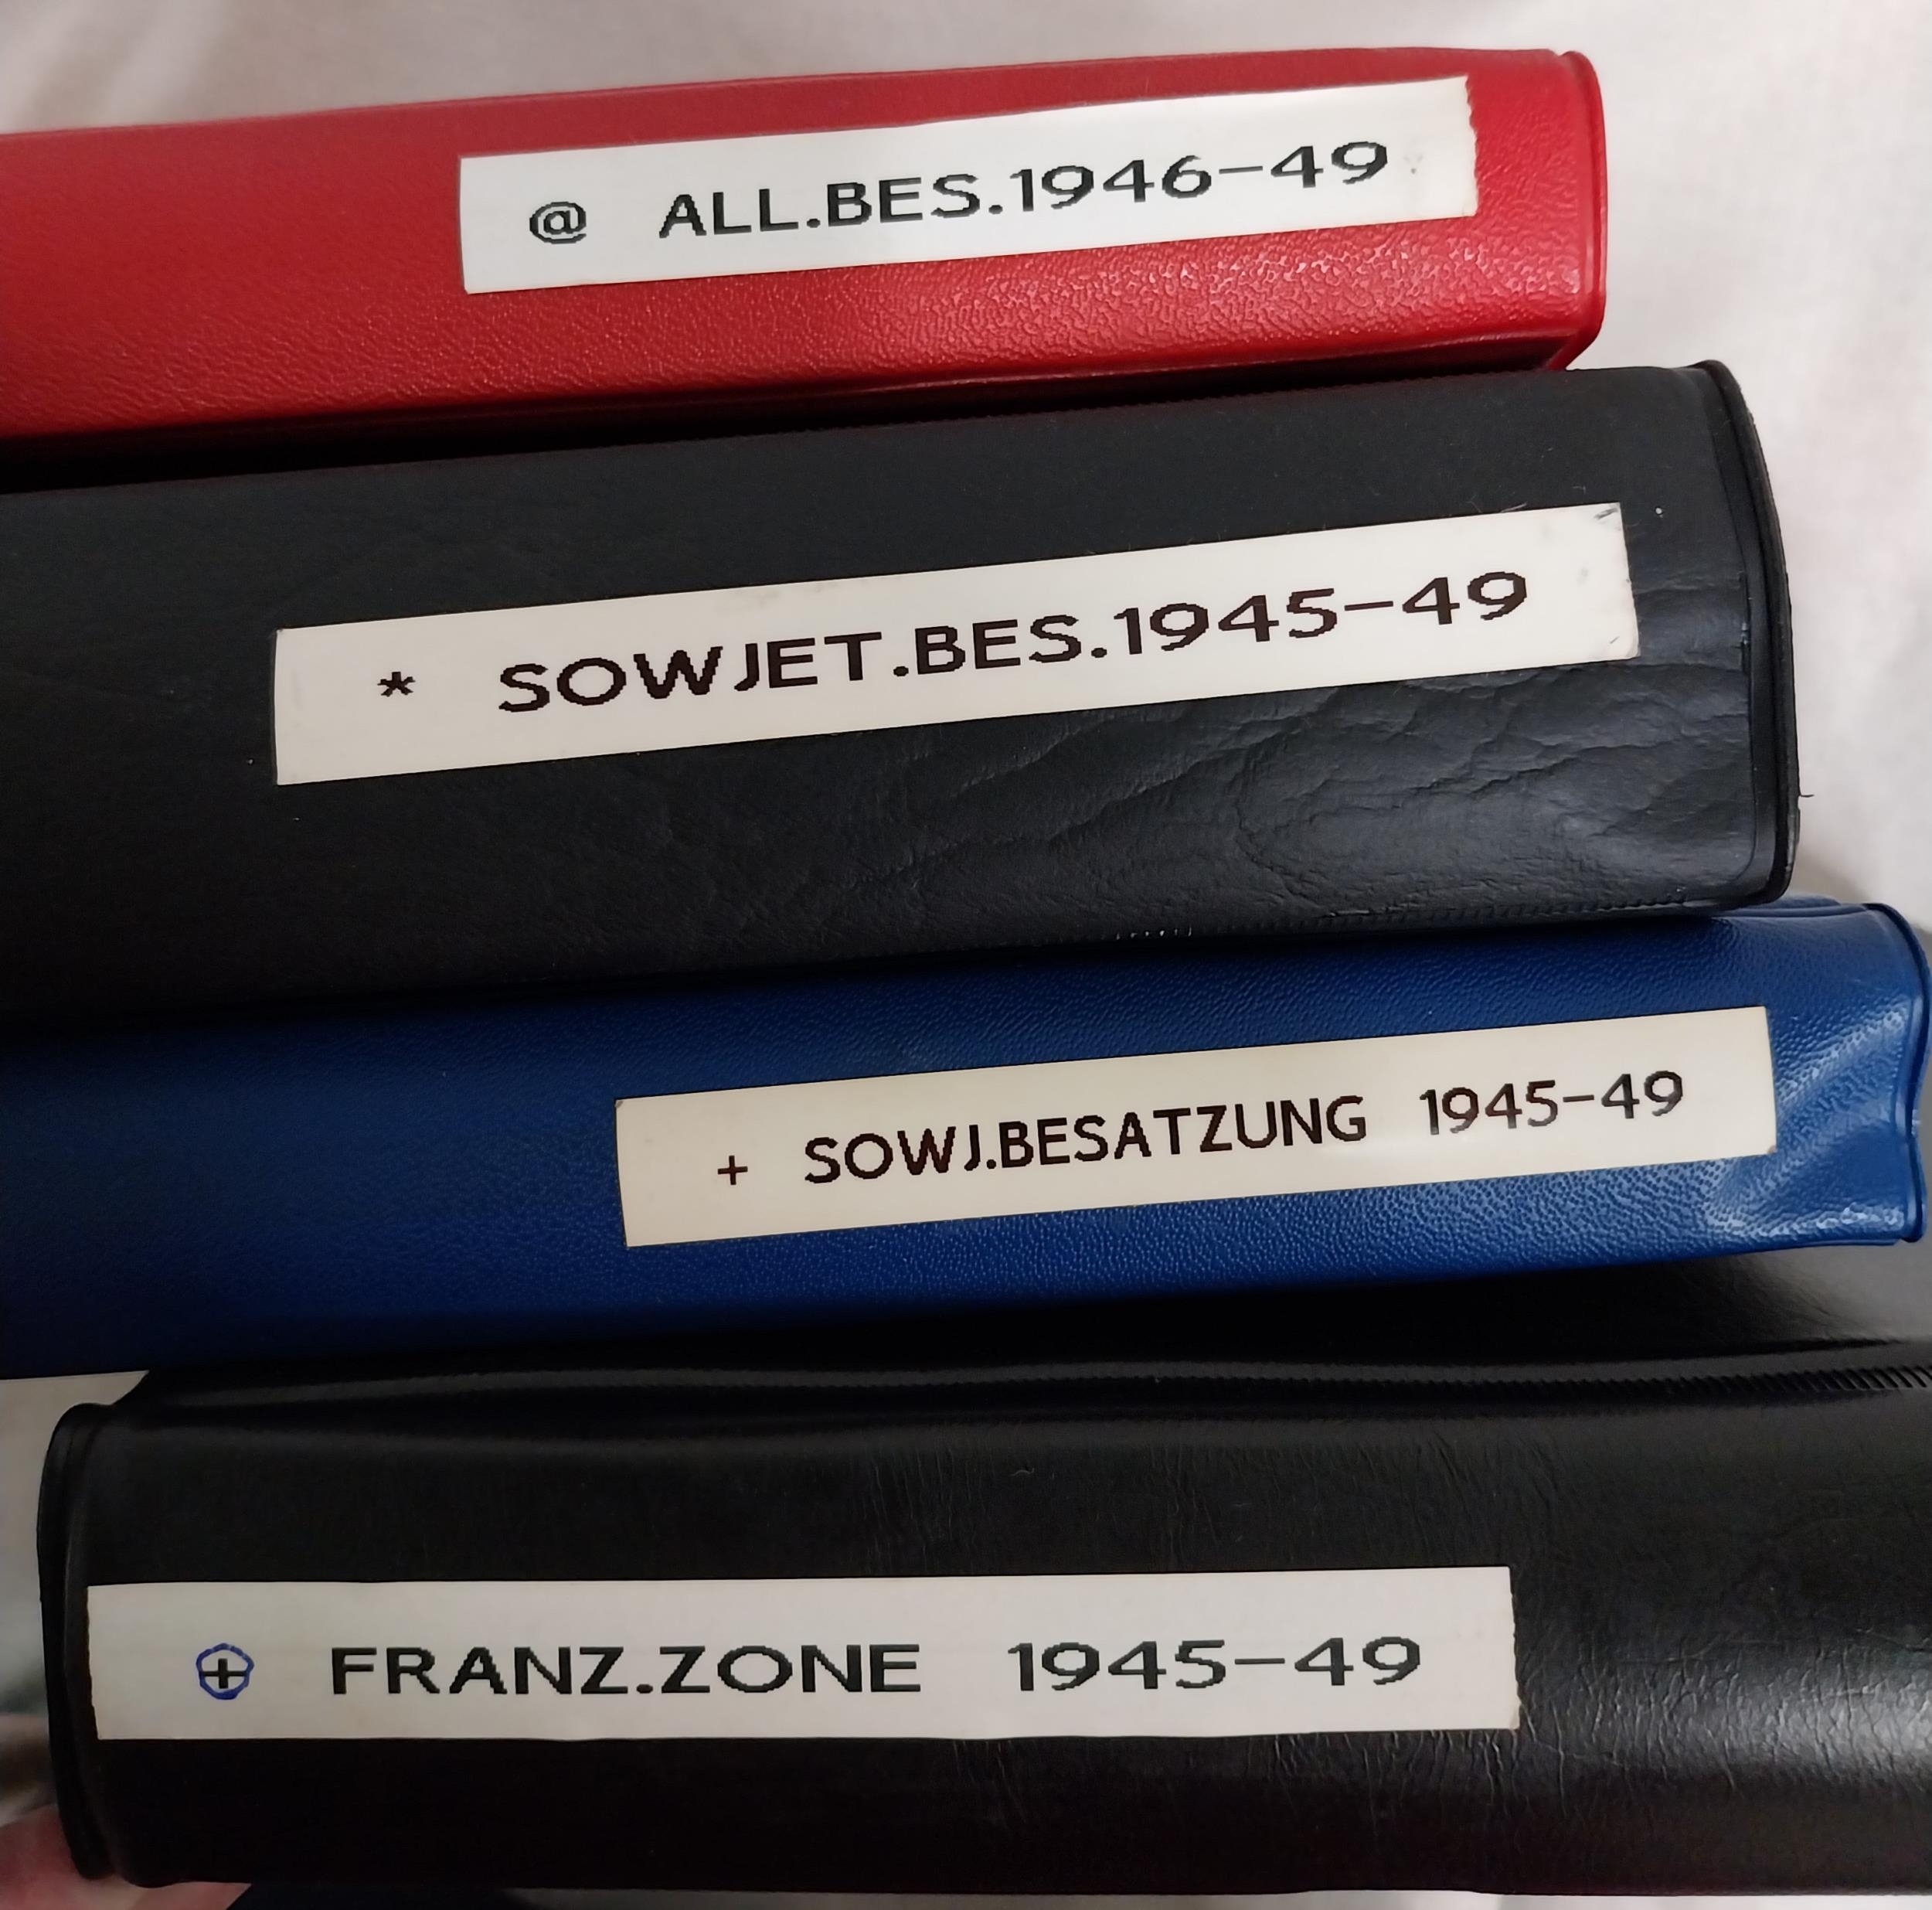 @ ALL.BES.1946-49
* SOWJET.BES.1945-49
+ SOWJ.BESATZUNG 1945-49
⊕ FRANZ.ZONE 1945-49